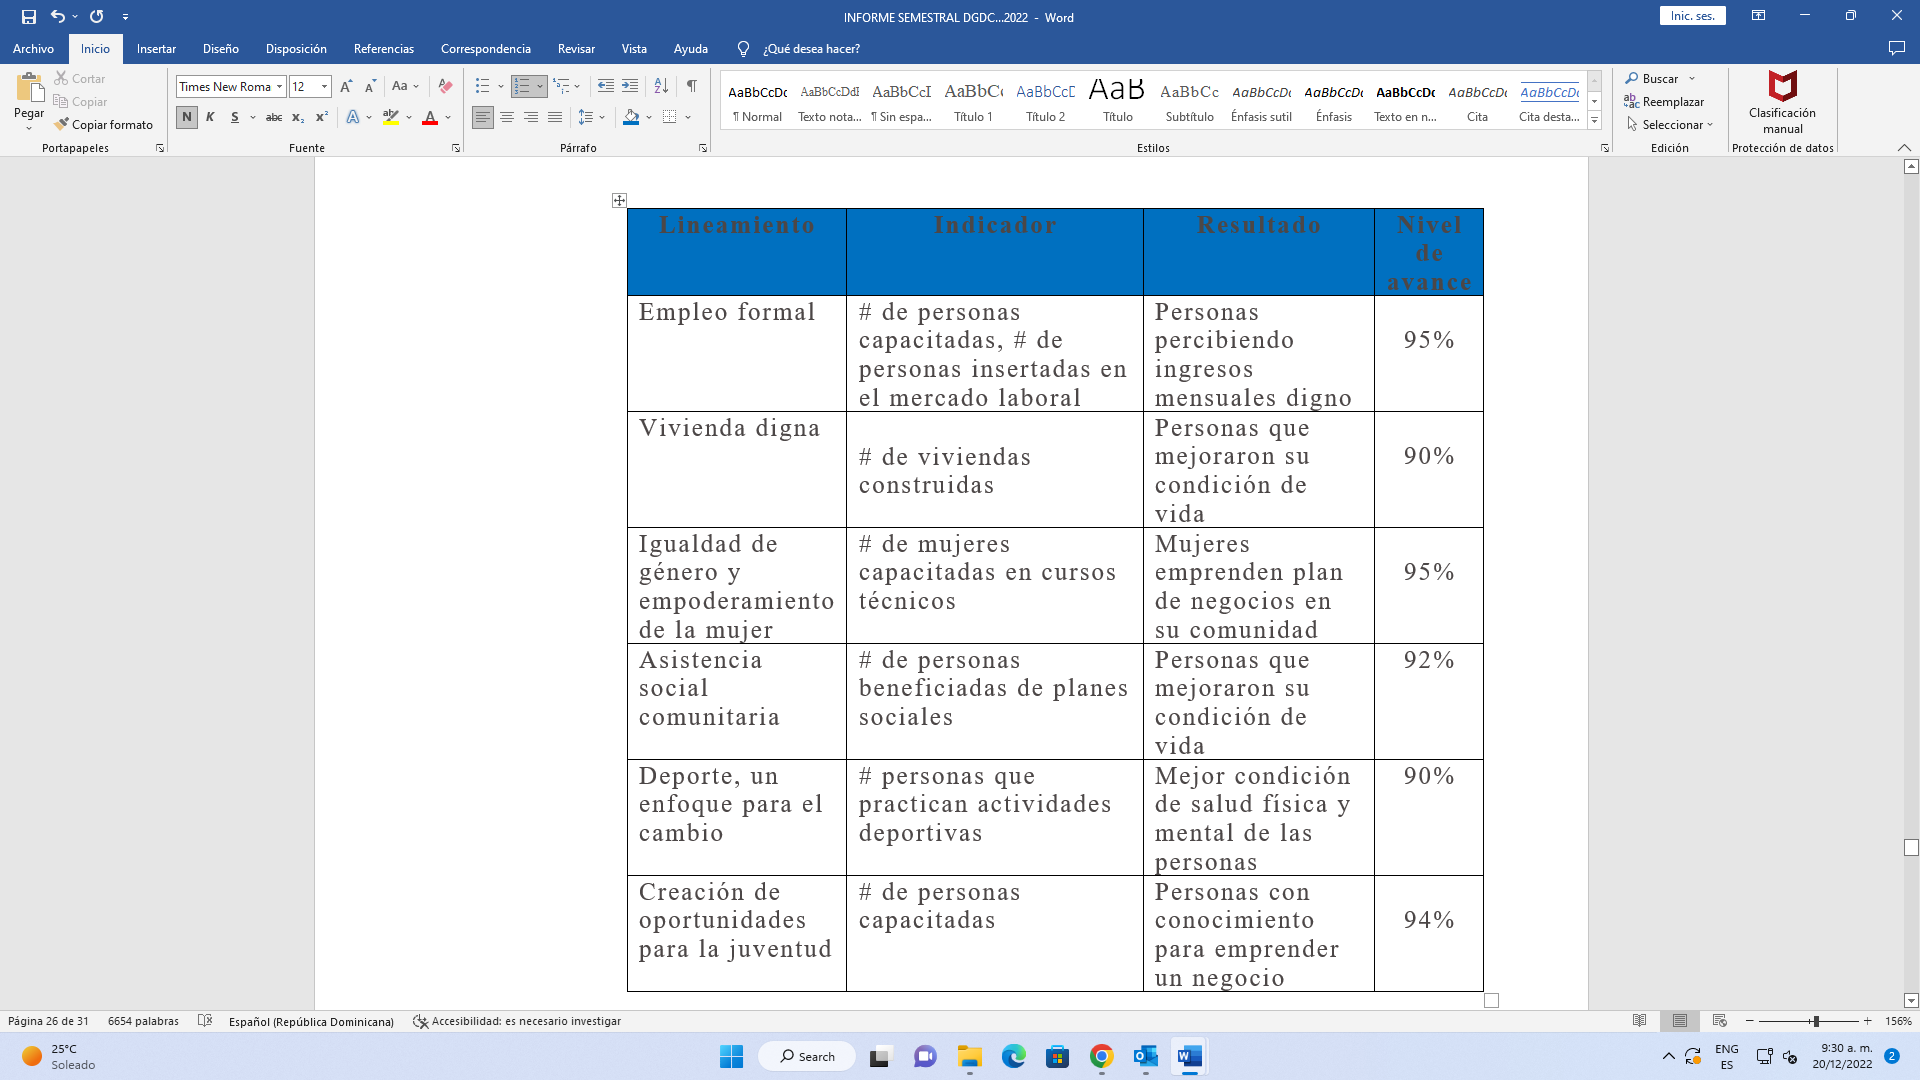 INFORME SEMESTRAL DGDC...2022 - Word
Inic. ses.
Archivo Inicio Insertar Diseño Disposición Referencias Correspondencia Revisar Vista Ayuda ¿Qué desea hacer?
Pegar
Cortar
Copiar
Copiar formato
Portapapeles
Times New Roma 12
Fuente
Párrafo
AaBbCcDc AaBbCcDdE AaBbCcI AaBbC AaBbCcD AaB AaBbCc AaBbCcDc AaBbCcDc AaBbCcDc AaBbCcDc AaBbCcDc
¶ Normal Texto nota... ¶ Sin espa... Título 1 Título 2 Título Subtítulo Énfasis sutil Énfasis Texto en n... Cita Cita desta...
Estilos
Buscar
Reemplazar
Seleccionar
Edición
Clasificación
manual
Protección de datos
Lineamiento Indicador Resultado Nivel
de
avance
Empleo formal
# de personas
capacitadas, # de
personas insertadas en
el mercado laboral
Personas
percibiendo
ingresos
mensuales digno
95%
Vivienda digna
# de viviendas
construidas
Personas que
mejoraron su
condición de
vida
90%
Igualdad de
género y
empoderamiento
de la mujer
# de mujeres
capacitadas en cursos
técnicos
Mujeres
emprenden plan
de negocios en
su comunidad
95%
Asistencia
social
comunitaria
# de personas
beneficiadas de planes
sociales
Personas que
mejoraron su
condición de
vida
92%
Deporte, un
enfoque para el
cambio
# personas que
practican actividades
deportivas
Mejor condición
de salud física y
mental de las
personas
90%
Creación de
oportunidades
para la juventud
# de personas
capacitadas
Personas con
conocimiento
para emprender
un negocio
94%
Página 26 de 31 6654 palabras Español (República Dominicana) Accesibilidad: es necesario investigar 156%
25°C
Soleado
Search
ENG
ES
9:30 a. m.
20/12/2022
2